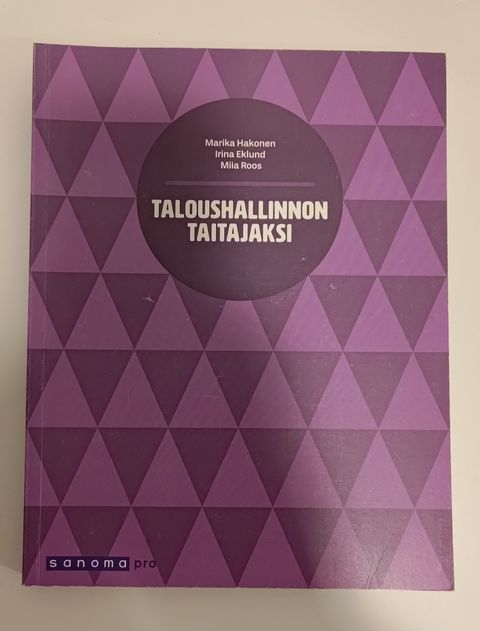 Marika Hakonen
Irina Eklund
Miia Roos
TALOUSHALLINNON
TAITAJAKSI
sanoma pro